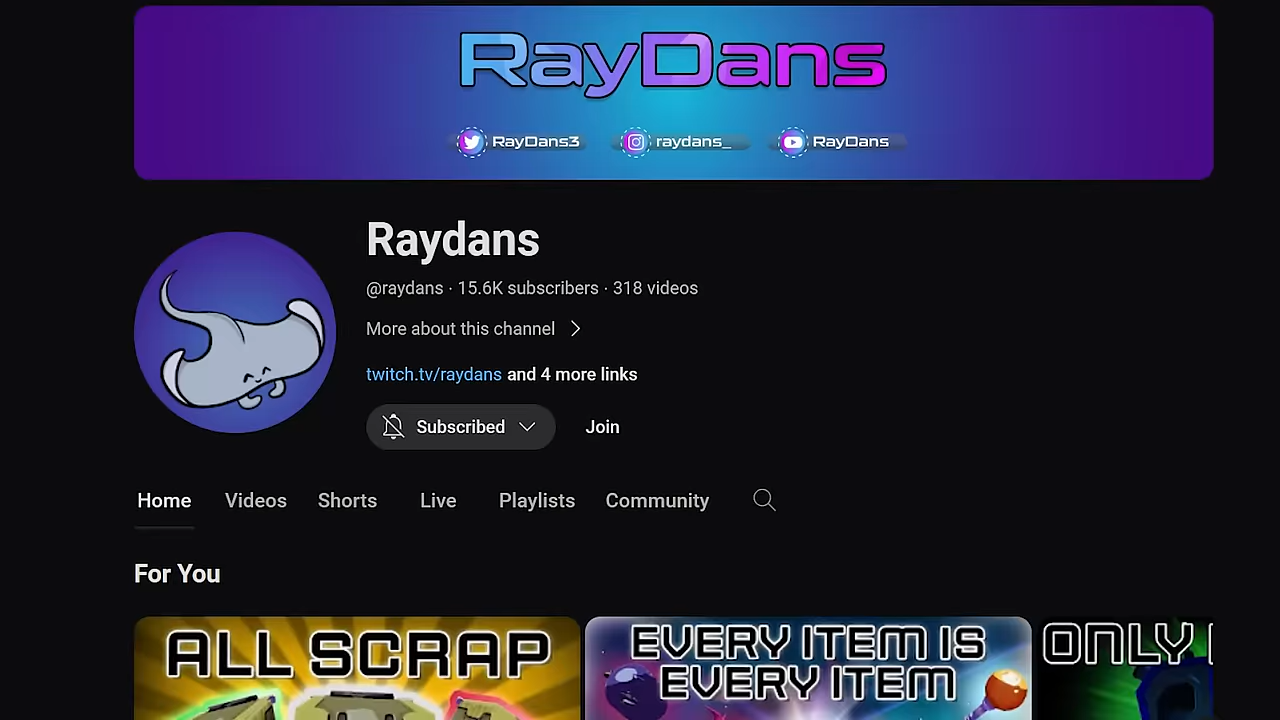 RayDans
RayDans3 raydans_ RayDans
Raydans
@raydans · 15.6K subscribers · 318 videos
More about this channel
twitch.tv/raydans and 4 more links
Subscribed Join
Home Videos Shorts Live Playlists Community
For You
ALL SCRAP
EVERY ITEM IS
EVERY ITEM
ONLY